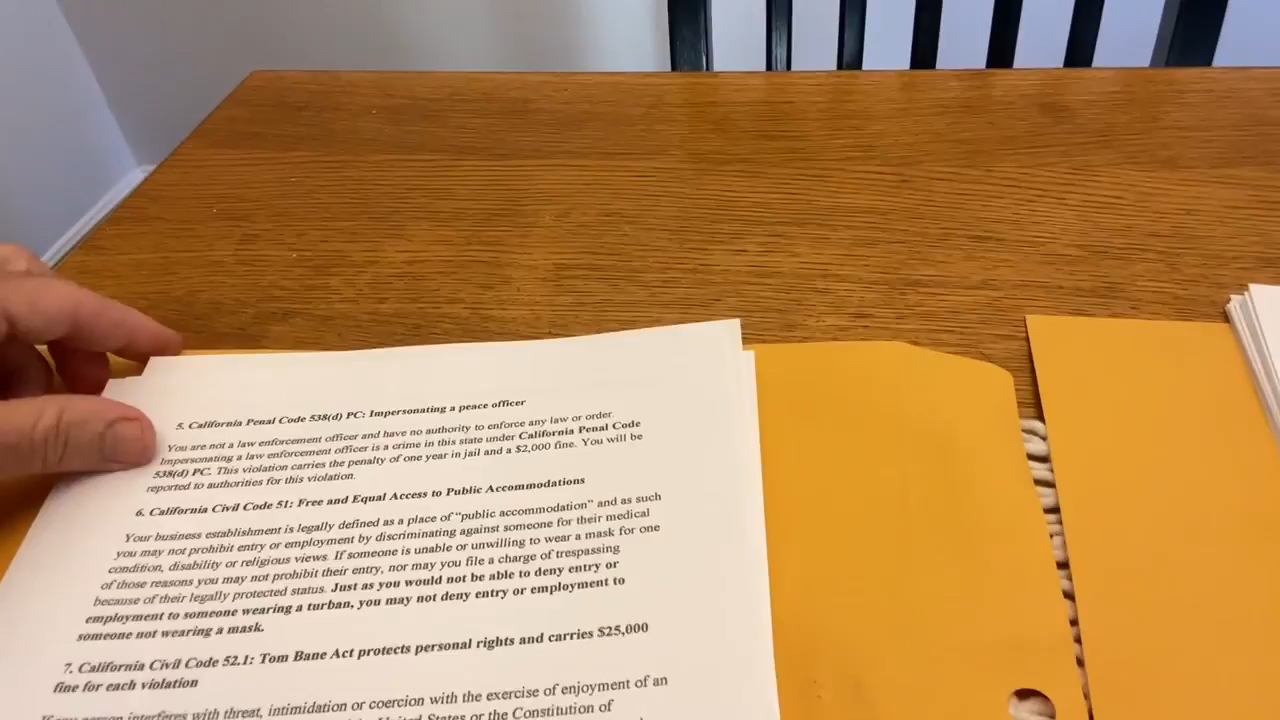 5. California Penal Code 538(d) PC: Impersonating a peace officer
You are not a law enforcement officer and have no authority to enforce any law or order.
Impersonating a law enforcement officer is a crime in this state under California Penal Code
538(d) PC. This violation carries the penalty of one year in jail and a $2,000 fine. You will be
reported to authorities for this violation.
6. California Civil Code 51: Free and Equal Access to Public Accommodations
Your business establishment is legally defined as a place of “public accommodation” and as such
you may not prohibit entry or employment by discriminating against someone for their medical
condition, disability or religious views. If someone is unable or unwilling to wear a mask for one
of those reasons you may not prohibit their entry, nor may you file a charge of trespassing
because of their legally protected status. Just as you would not be able to deny entry or
employment to someone wearing a turban, you may not deny entry or employment to
someone not wearing a mask.
7. California Civil Code 52.1: Tom Bane Act protects personal rights and carries $25,000
fine for each violation
If any person interferes with threat, intimidation or coercion with the exercise of enjoyment of an
United States or the Constitution of